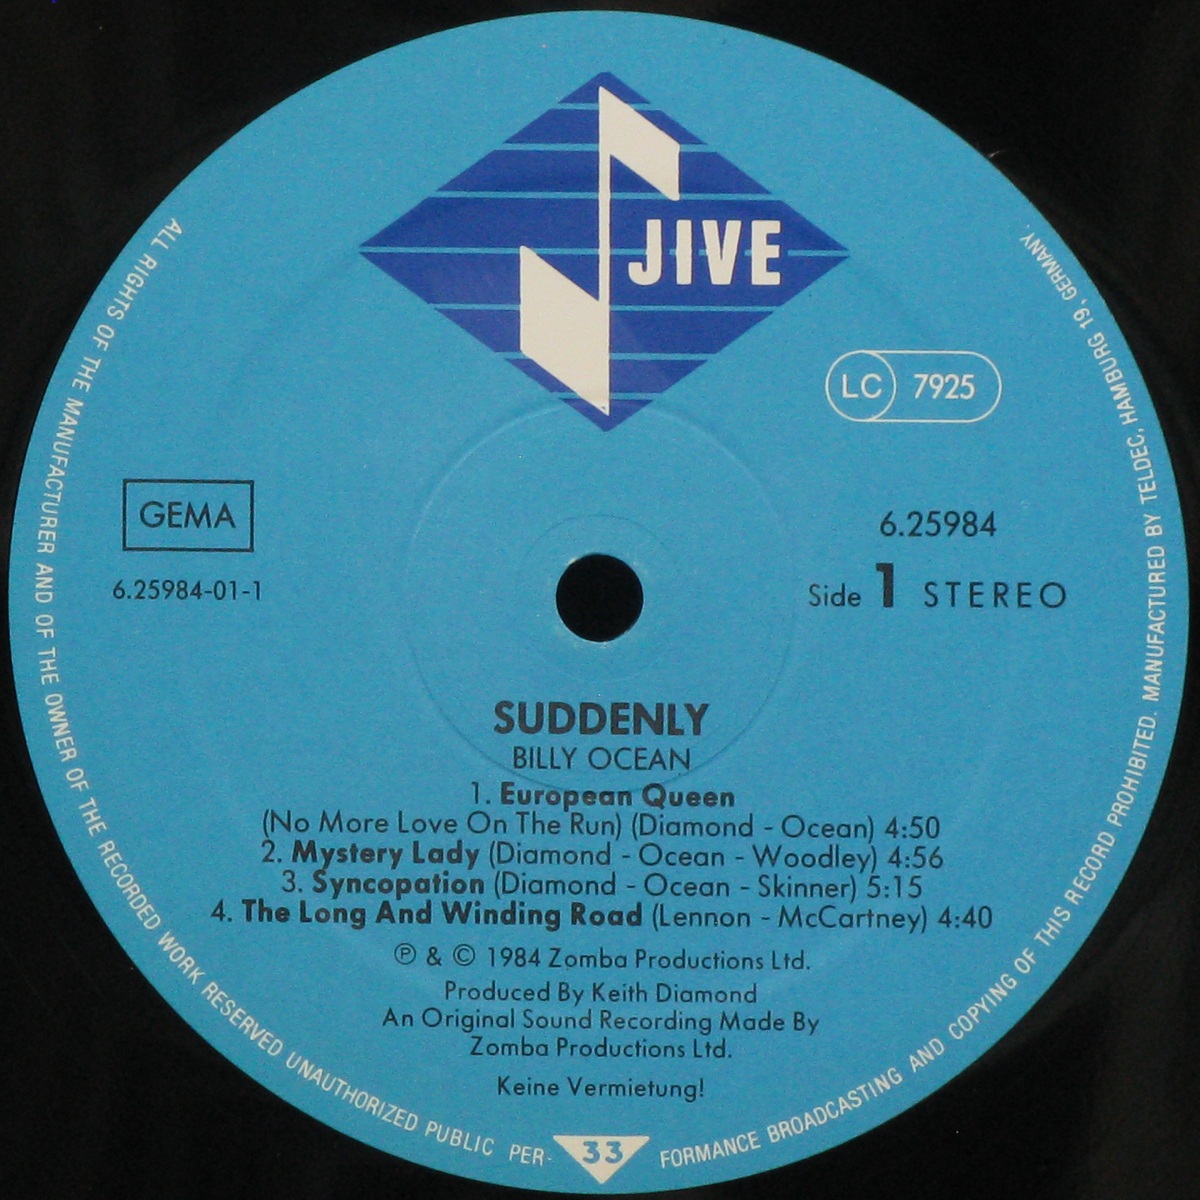 JIVE
LC 7925
GEMA
6.25984-01-1
6.25984
Side 1 STEREO
SUDDENLY
BILLY OCEAN
1. European Queen
(No More Love On The Run) (Diamond - Ocean) 4:50
2. Mystery Lady (Diamond - Ocean - Woodley) 4:56
3. Syncopation (Diamond - Ocean - Skinner) 5:15
4. The Long And Winding Road (Lennon - McCartney) 4:40
℗ & © 1984 Zomba Productions Ltd.
Produced By Keith Diamond
An Original Sound Recording Made By
Zomba Productions Ltd.
Keine Vermietung!
ALL RIGHTS OF THE MANUFACTURER AND OF THE OWNER OF THE RECORDED WORK RESERVED UNAUTHORIZED PUBLIC PER- 33 FORMANCE BROADCASTING AND COPYING OF THIS RECORD PROHIBITED. MANUFACTURED BY TELDEC, HAMBURG 19, GERMANY.